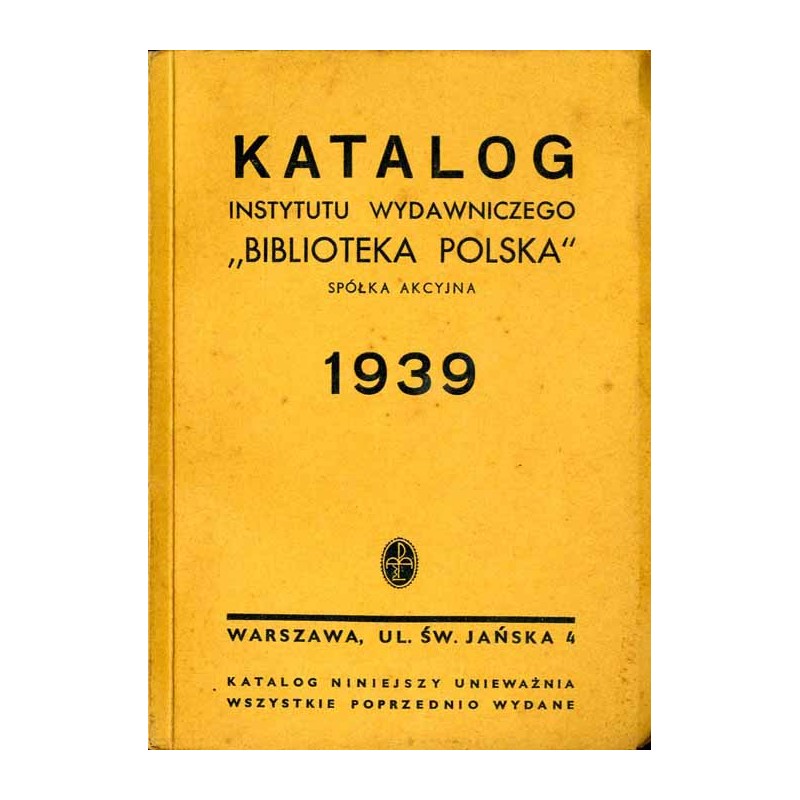 KATALOG
INSTYTUTU WYDAWNICZEGO
„BIBLIOTEKA POLSKA“
SPÓŁKA AKCYJNA
1939
WARSZAWA, UL. ŚW. JAŃSKA 4
KATALOG NINIEJSZY UNIEWAŻNIA
WSZYSTKIE POPRZEDNIO WYDANE